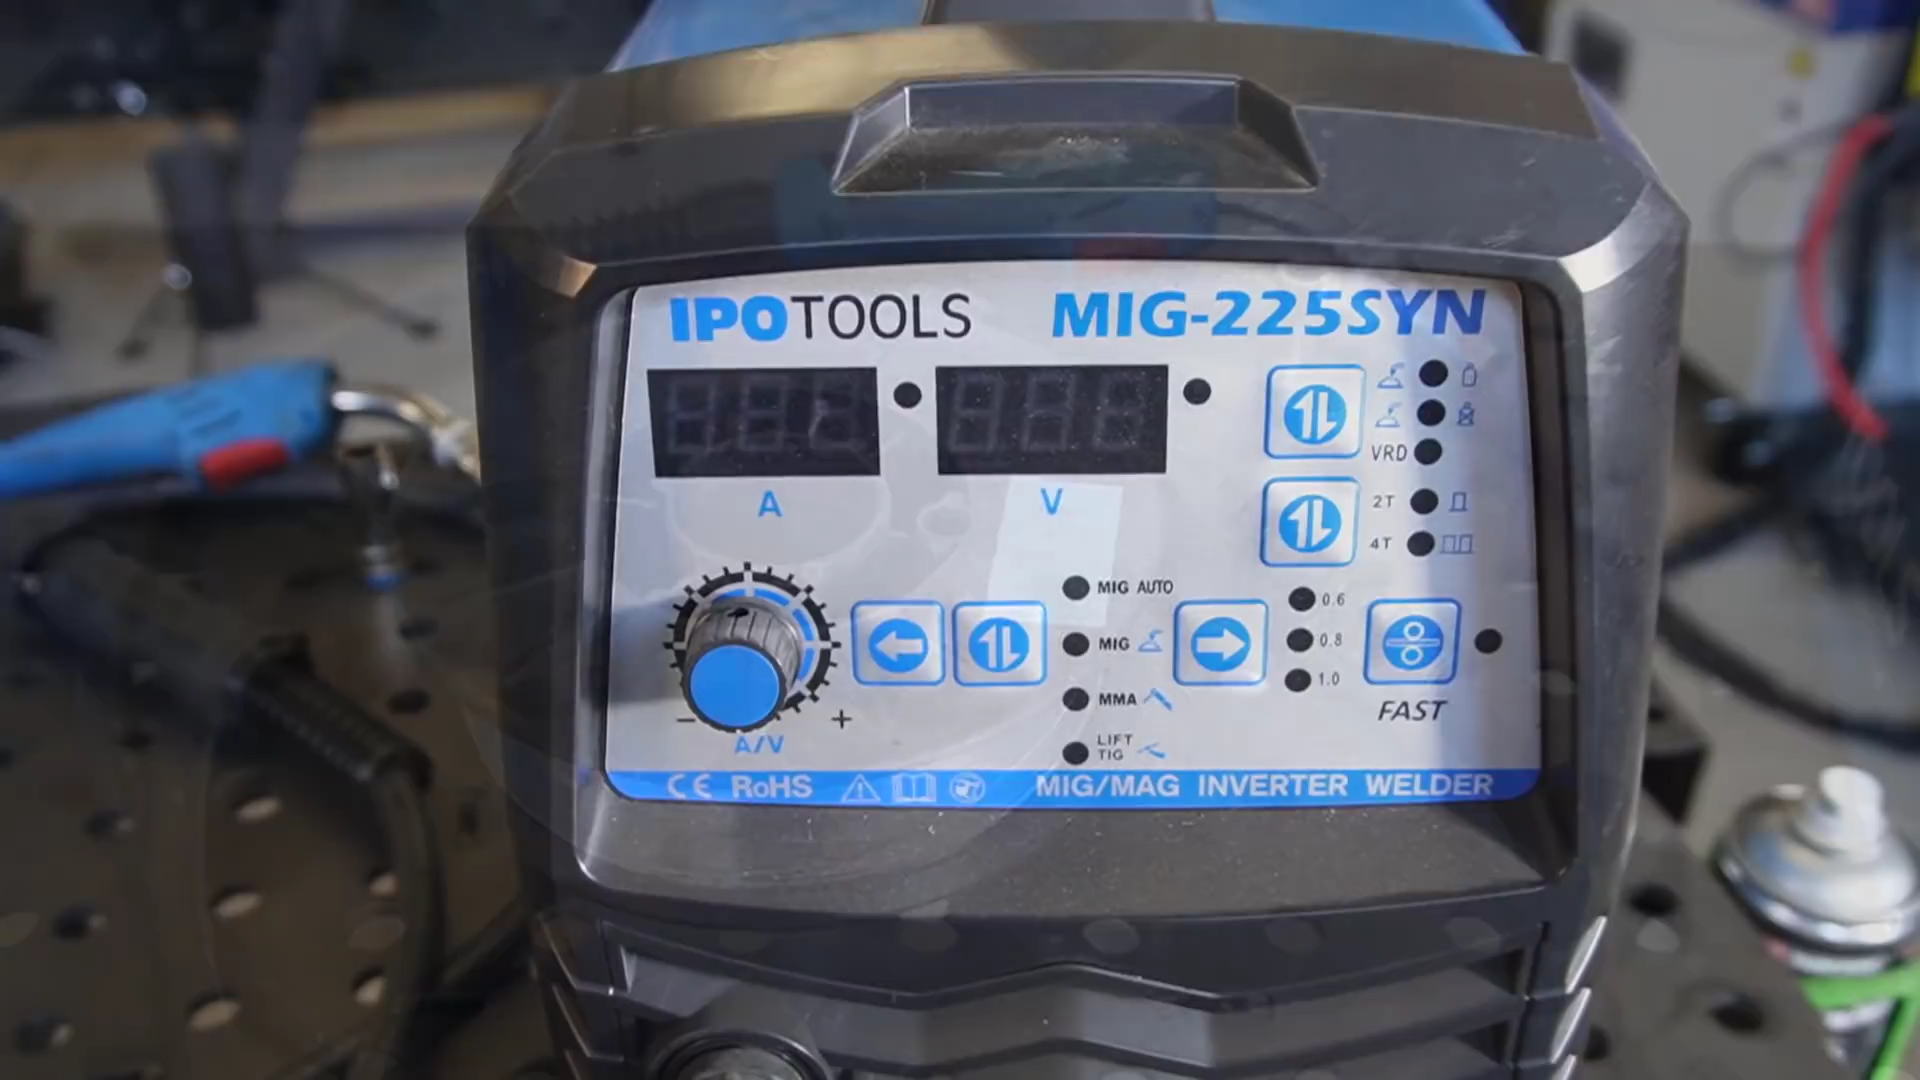 IPOTOOLS
MIG-225SYN
A
V
VRD
2T
4T
MIG AUTO
MIG
MMA
LIFT
TIG
0.6
0.8
1.0
FAST
- +
A/V
CE RoHS
MIG/MAG INVERTER WELDER